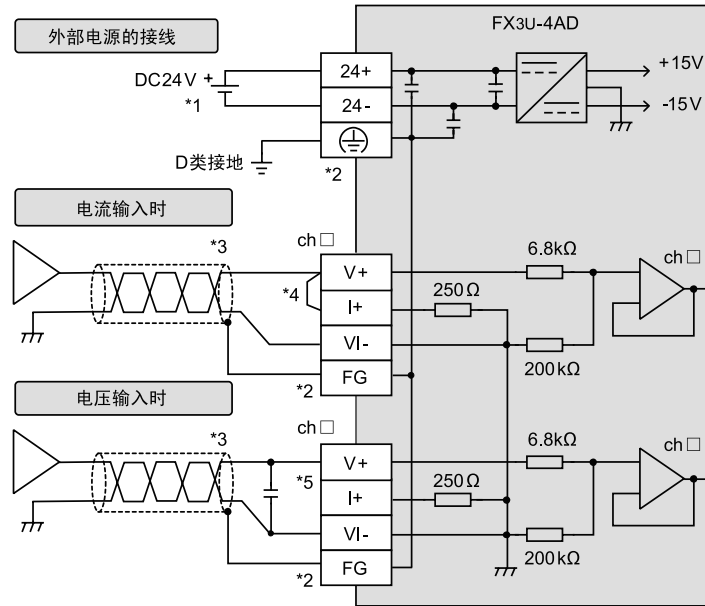 外部电源的接线
FX3U-4AD
DC24V +
*1
24+
24-
+15V
-15V
D类接地
*2
电流输入时
*3
ch□
*4
V+
I+
VI-
FG
*2
250Ω
6.8kΩ
200kΩ
ch□
电压输入时
*3
ch□
*5
V+
I+
VI-
FG
*2
250Ω
6.8kΩ
200kΩ
ch□